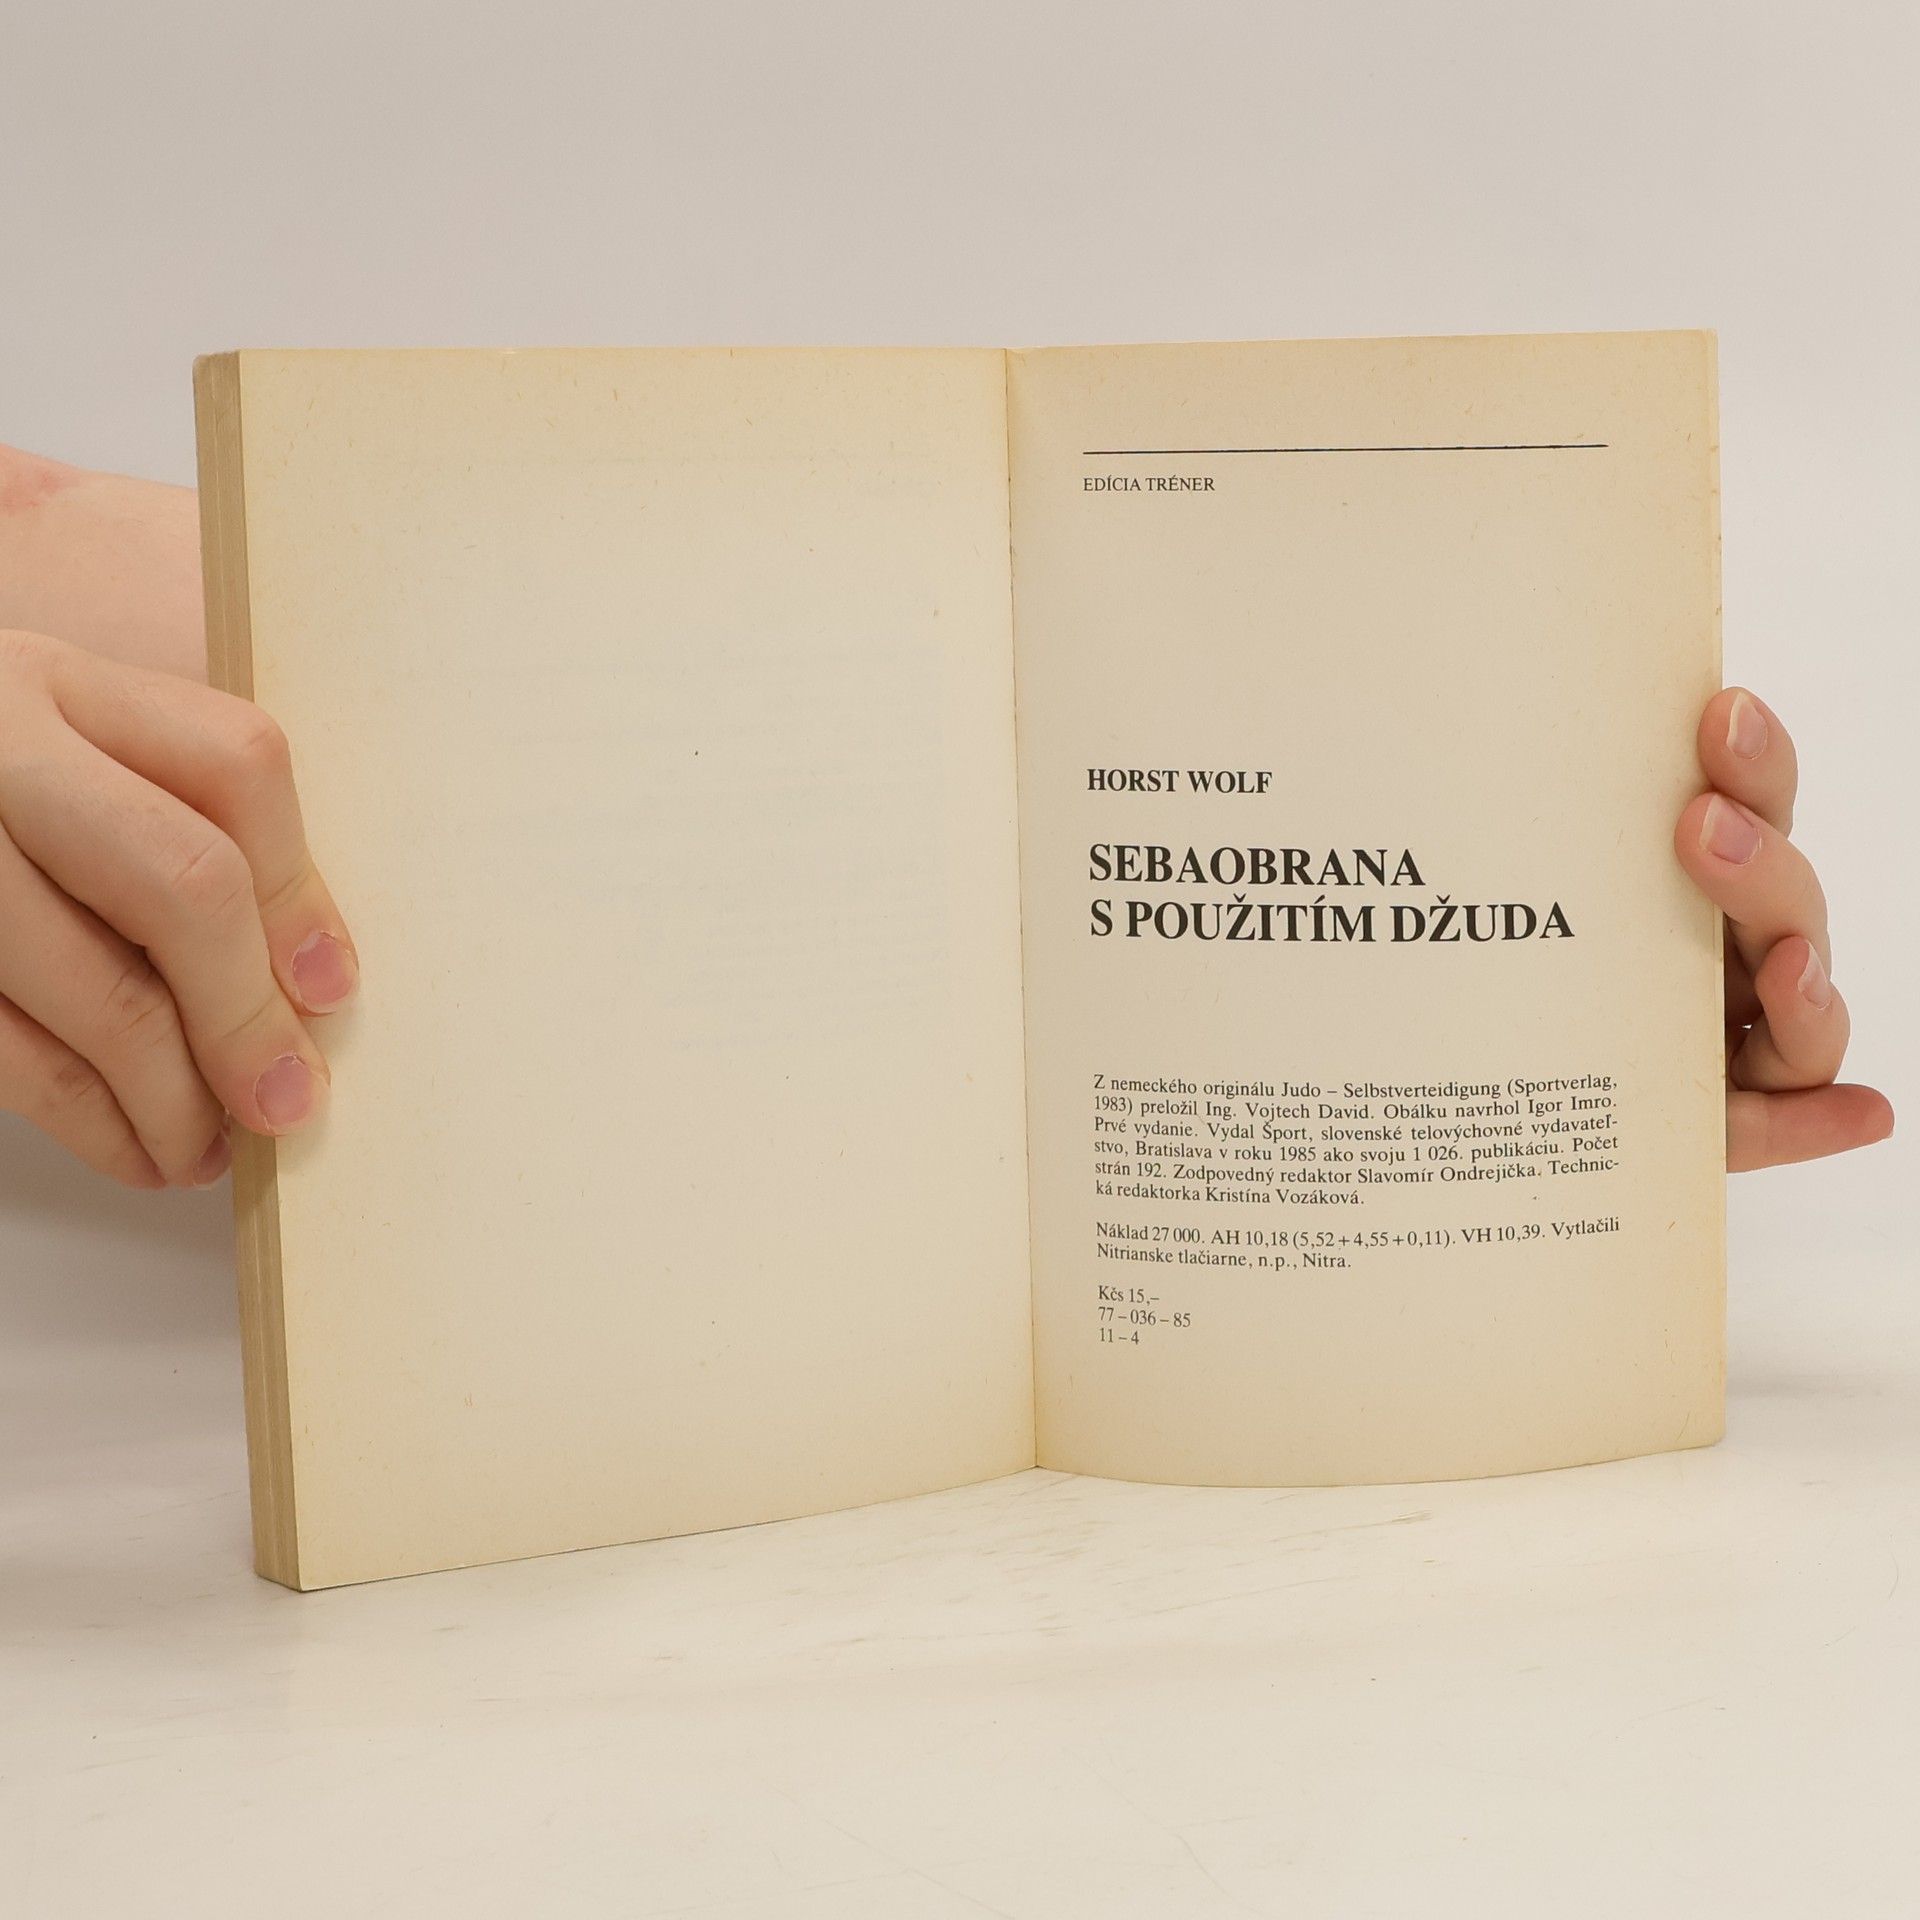 EDÍCIA TRÉNER
HORST WOLF
SEBAOBRANA
S POUŽITÍM DŽUDA
Z nemeckého originálu Judo – Selbstverteidigung (Sportverlag,
1983) preložil Ing. Vojtech David. Obálku navrhol Igor Imro.
Prvé vydanie. Vydal Šport, slovenské telovýchovné vydavateľ-
stvo, Bratislava v roku 1985 ako svoju 1 026. publikáciu. Počet
strán 192. Zodpovedný redaktor Slavomír Ondrejička. Technic-
ká redaktorka Kristína Vozáková.
Náklad 27 000. AH 10,18 (5,52+4,55+0,11). VH 10,39. Vytlačili
Nitrianske tlačiarne, n.p., Nitra.
Kčs 15,–
77 – 036 – 85
11 – 4